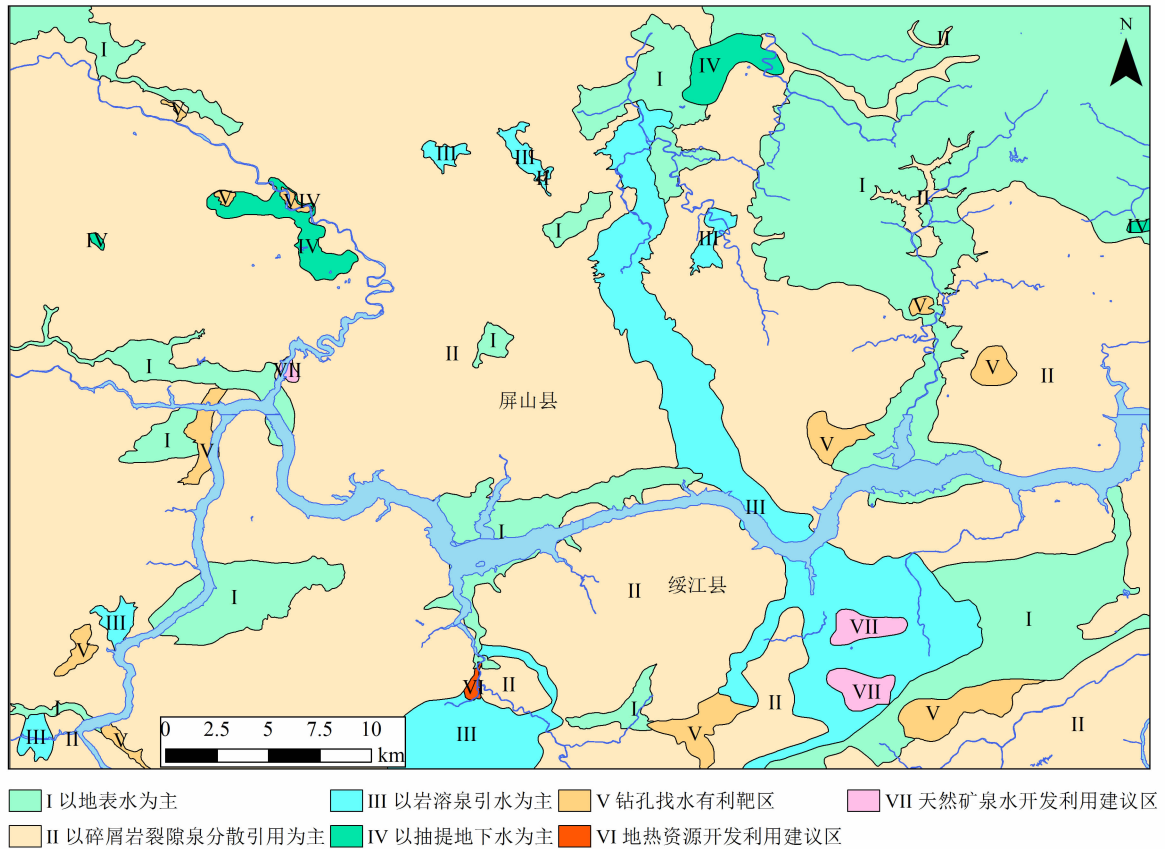 N
I
II
IV
I
V
III
III
II
I
II
V
VIV
I
III
IV
IV
IV
V
I
II
V
II
I
VII
屏山县
I
V
V
III
I
II
绥江县
I
III
VII
I
V
VI
II
VII
I
II
V
II
I
III
II
V
III
V
0 2.5 5 7.5 10
km
I 以地表水为主
III 以岩溶泉引水为主
V 钻孔找水有利靶区
VII 天然矿泉水开发利用建议区
II 以碎屑岩裂隙泉分散引用为主
IV 以抽提地下水为主
VI 地热资源开发利用建议区